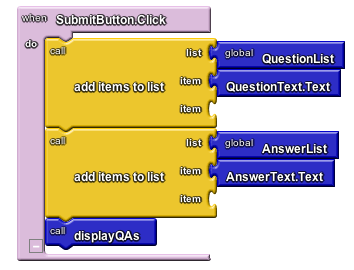 when SubmitButton.Click
do call list global QuestionList
add items to list item QuestionText.Text
item
call list global AnswerList
add items to list item AnswerText.Text
item
call displayQAs